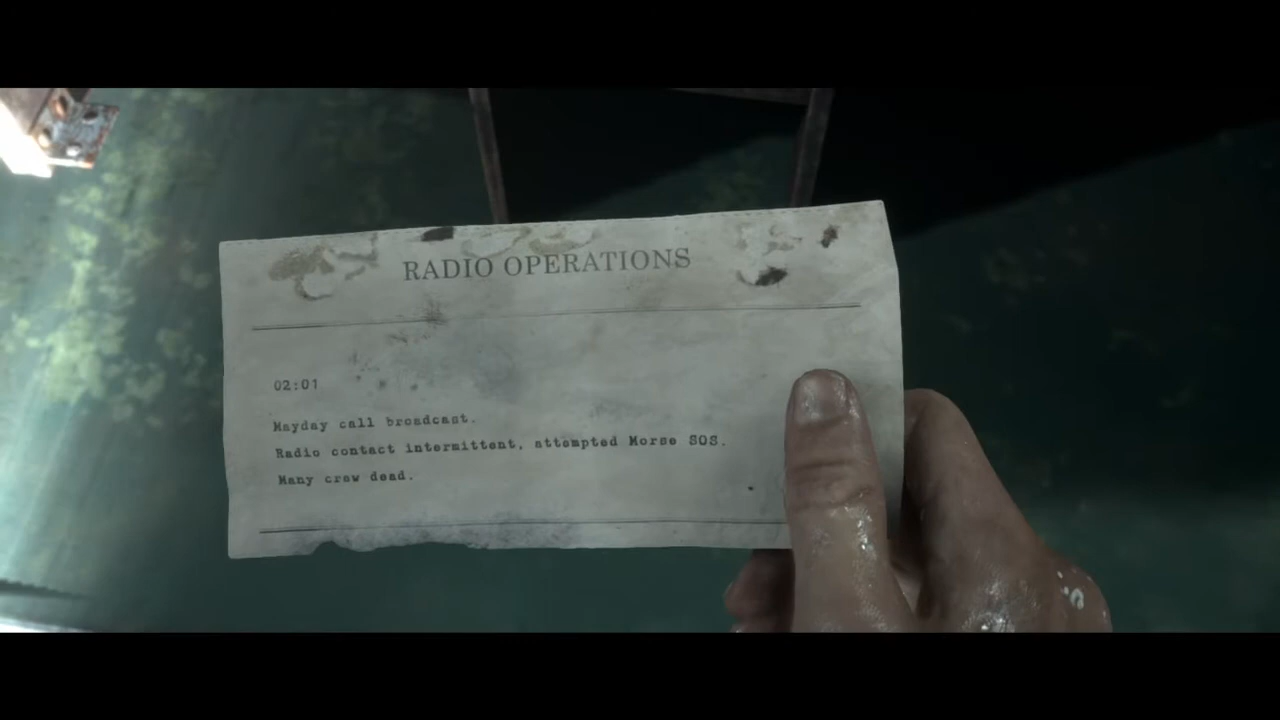 RADIO OPERATIONS
02:01
Mayday call broadcast.
Radio contact intermittent, attempted Morse SOS.
Many crew dead.